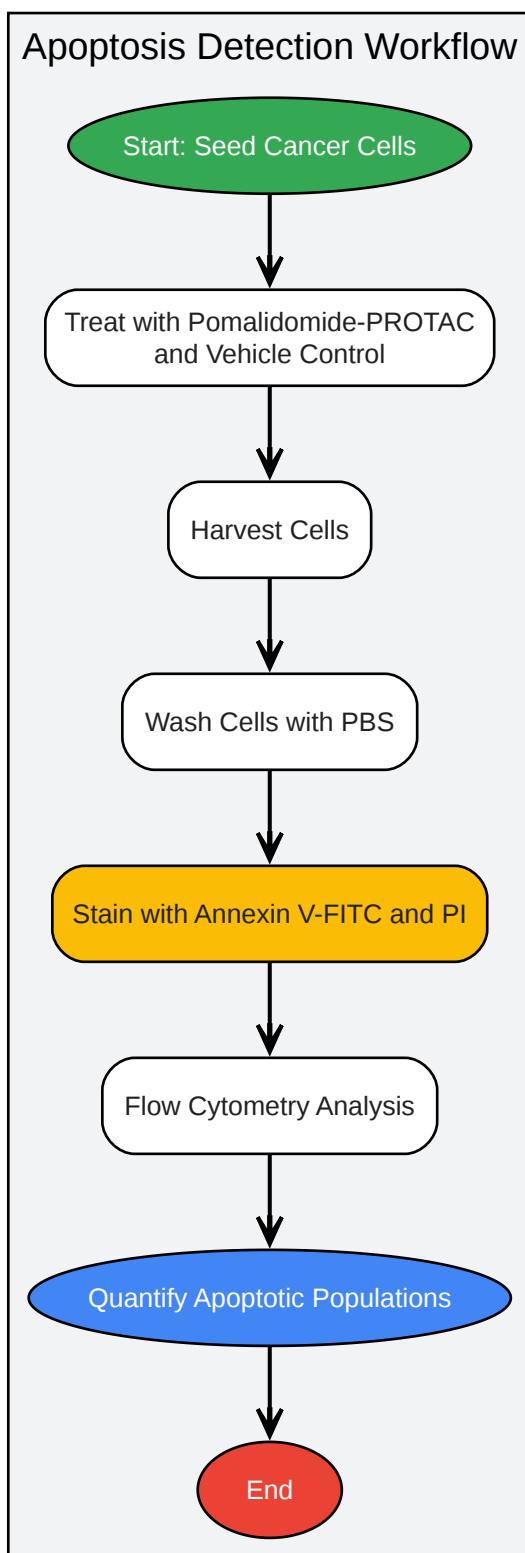 Apoptosis Detection Workflow
Start: Seed Cancer Cells
Treat with Pomalidomide-PROTAC
and Vehicle Control
Harvest Cells
Wash Cells with PBS
Stain with Annexin V-FITC and PI
Flow Cytometry Analysis
Quantify Apoptotic Populations
End